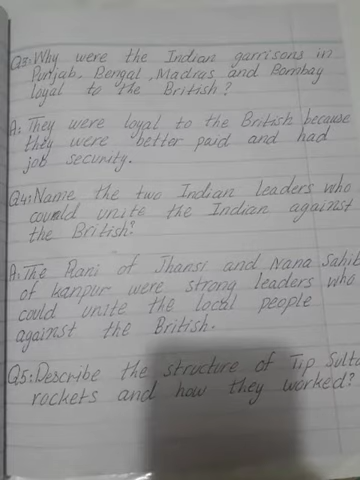 Q3: Why were the Indian garrisons in
Punjab, Bengal, Madras and Bombay
loyal to the British?
A: They were loyal to the British because
they were better paid and had
job security.
Q4: Name the two Indian leaders who
could unite the Indian against
the British?
A: The Rani of Jhansi and Nana Sahib
of kanpur were strong leaders who
could unite the local people
against the British.
Q5: Describe the structure of Tip Sulta
rockets and how they worked?